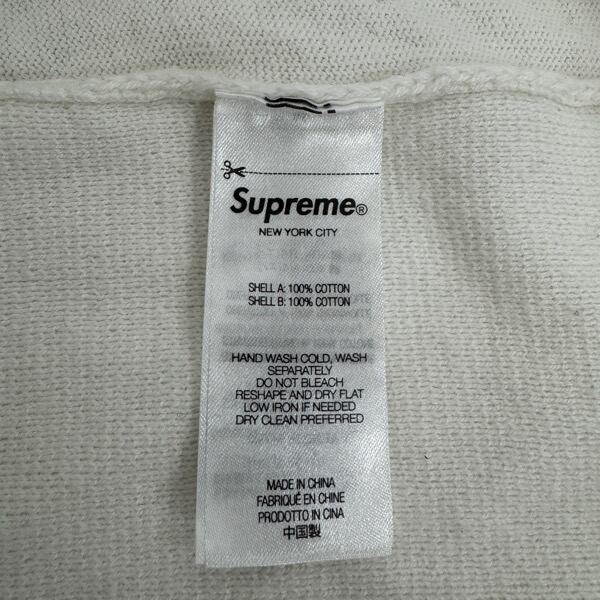 Supreme®
NEW YORK CITY
SHELL A: 100% COTTON
SHELL B: 100% COTTON
HAND WASH COLD, WASH
SEPARATELY
DO NOT BLEACH
RESHAPE AND DRY FLAT
LOW IRON IF NEEDED
DRY CLEAN PREFERRED
MADE IN CHINA
FABRIQUÉ EN CHINE
PRODOTTO IN CINA
中国製